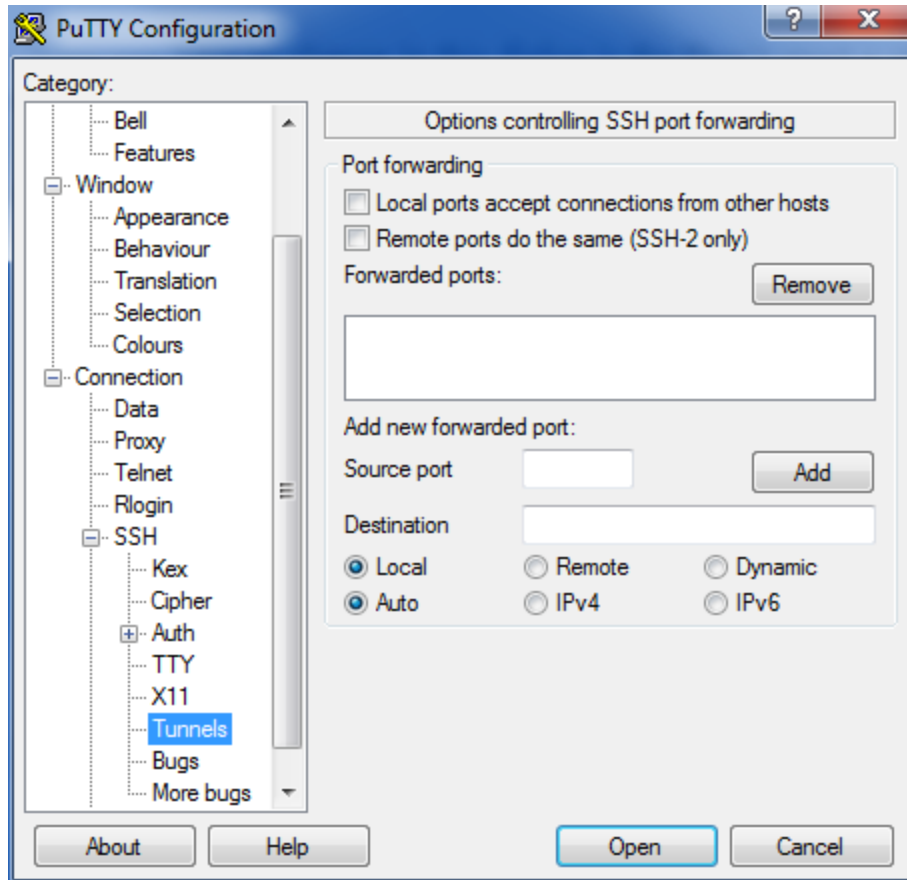 PuTTY Configuration
Category:
Bell
Features
Window
Appearance
Behaviour
Translation
Selection
Colours
Connection
Data
Proxy
Telnet
Rlogin
SSH
Kex
Cipher
Auth
TTY
X11
Tunnels
Bugs
More bugs
Options controlling SSH port forwarding
Port forwarding
Local ports accept connections from other hosts
Remote ports do the same (SSH-2 only)
Forwarded ports:
Remove
Add new forwarded port:
Source port
Add
Destination
Local Remote Dynamic
Auto IPv4 IPv6
About Help Open Cancel